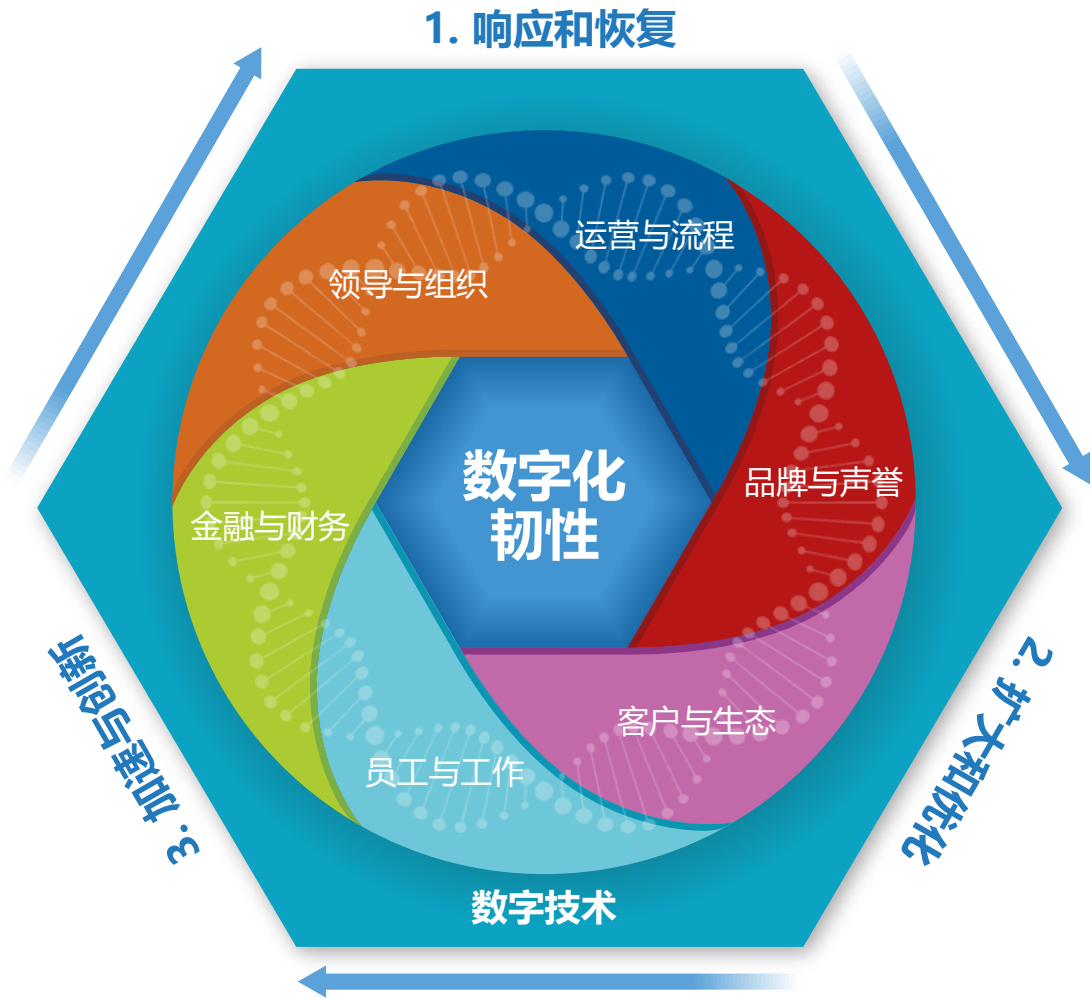 1. 响应和恢复
运营与流程
领导与组织
数字化
韧性
品牌与声誉
金融与财务
客户与生态
员工与工作
数字技术
2. 扩大和优化
3. 加速与创新